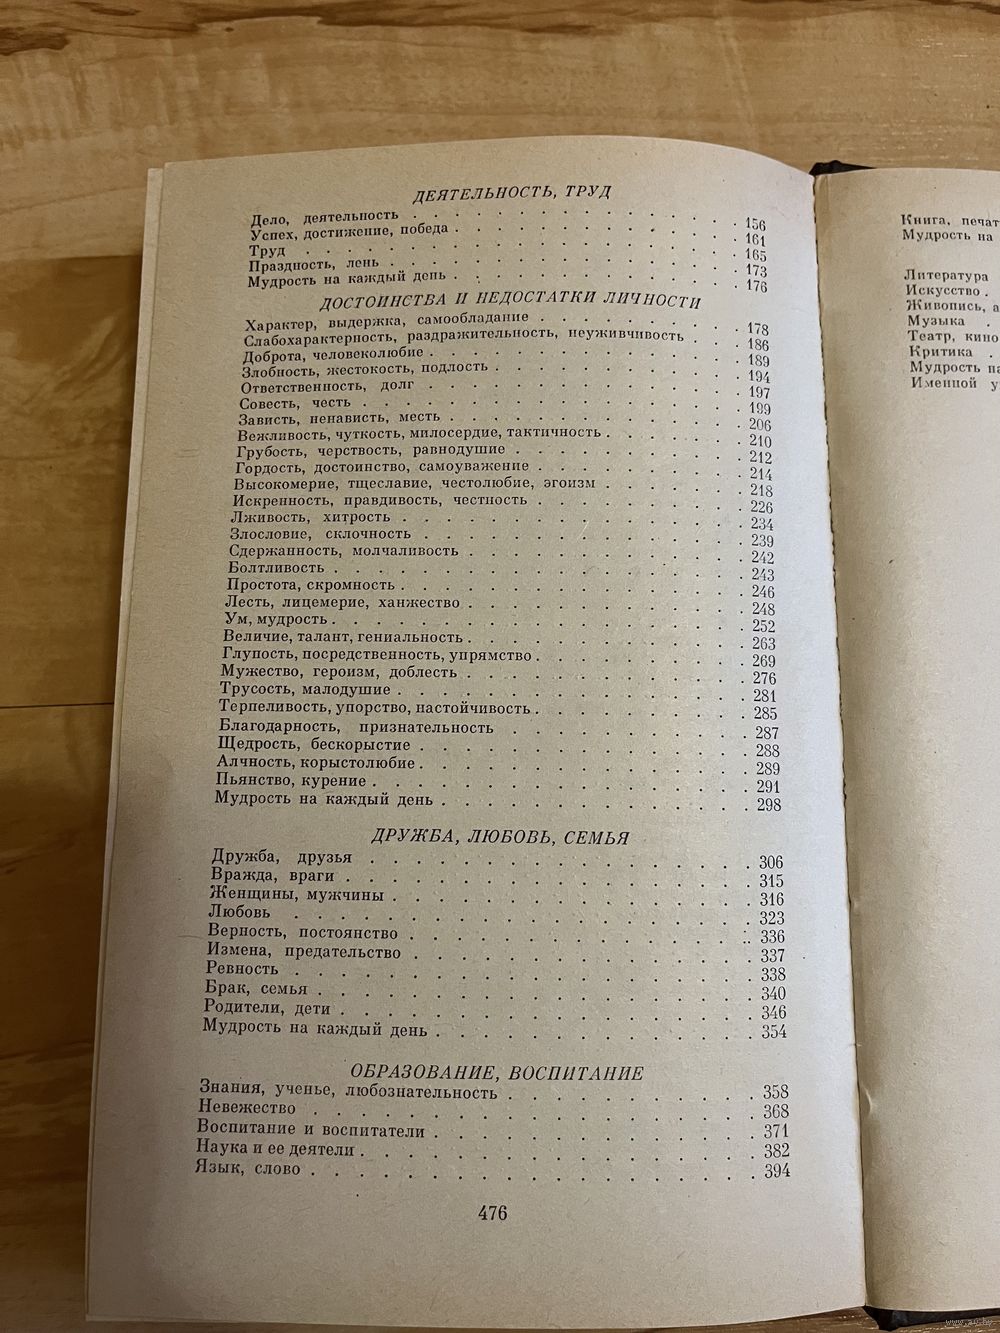 ДЕЯТЕЛЬНОСТЬ, ТРУД
Дело, деятельность . . . . . . . . . . . . . . 156
Успех, достижение, победа . . . . . . . . . . . 161
Труд . . . . . . . . . . . . . . . . . 165
Праздность, лень . . . . . . . . . . . . . . 173
Мудрость на каждый день . . . . . . . . . . . 176
ДОСТОИНСТВА И НЕДОСТАТКИ ЛИЧНОСТИ
Характер, выдержка, самообладание . . . . . . . . 178
Слабохарактерность, раздражительность, неуживчивость . . 186
Доброта, человеколюбие . . . . . . . . . . . . 189
Злобность, жестокость, подлость . . . . . . . . . 194
Ответственность, долг . . . . . . . . . . . . 197
Совесть, честь . . . . . . . . . . . . . . 199
Зависть, ненависть, месть . . . . . . . . . . . 206
Вежливость, чуткость, милосердие, тактичность . . . . . . 210
Грубость, черствость, равнодушие . . . . . . . . . 212
Гордость, достоинство, самоуважение . . . . . . . . 214
Высокомерие, тщеславие, честолюбие, эгоизм . . . . . . 218
Искренность, правдивость, честность . . . . . . . . 226
Лживость, хитрость . . . . . . . . . . . . . 234
Злословие, склочность . . . . . . . . . . . . 239
Сдержанность, молчаливость . . . . . . . . . . . 242
Болтливость . . . . . . . . . . . . . . . 243
Простота, скромность . . . . . . . . . . . . . 246
Лесть, лицемерие, ханжество . . . . . . . . . . 248
Ум, мудрость . . . . . . . . . . . . . . . 252
Величие, талант, гениальность . . . . . . . . . . 263
Глупость, посредственность, упрямство . . . . . . . . 269
Мужество, героизм, доблесть . . . . . . . . . . 276
Трусость, малодушие . . . . . . . . . . . . . 281
Терпеливость, упорство, настойчивость . . . . . . . . 285
Благодарность, признательность . . . . . . . . . 287
Щедрость, бескорыстие . . . . . . . . . . . . 288
Алчность, корыстолюбие . . . . . . . . . . . . 289
Пьянство, курение . . . . . . . . . . . . . . 291
Мудрость на каждый день . . . . . . . . . . . 298
ДРУЖБА, ЛЮБОВЬ, СЕМЬЯ
Дружба, друзья . . . . . . . . . . . . . . 306
Вражда, враги . . . . . . . . . . . . . . . 315
Женщины, мужчины . . . . . . . . . . . . . 316
Любовь . . . . . . . . . . . . . . . . 323
Верность, постоянство . . . . . . . . . . . . 336
Измена, предательство . . . . . . . . . . . . 337
Ревность . . . . . . . . . . . . . . . . 338
Брак, семья . . . . . . . . . . . . . . . 340
Родители, дети . . . . . . . . . . . . . . 346
Мудрость на каждый день . . . . . . . . . . . 354
ОБРАЗОВАНИЕ, ВОСПИТАНИЕ
Знания, ученье, любознательность . . . . . . . . . 358
Невежество . . . . . . . . . . . . . . . 368
Воспитание и воспитатели . . . . . . . . . . . 371
Наука и ее деятели . . . . . . . . . . . . . 382
Язык, слово . . . . . . . . . . . . . . . 394
476
Книга, печат
Мудрость на
Литература
Искусство .
Живопись, а
Музыка .
Театр, кино
Критика .
Мудрость на
Именной у